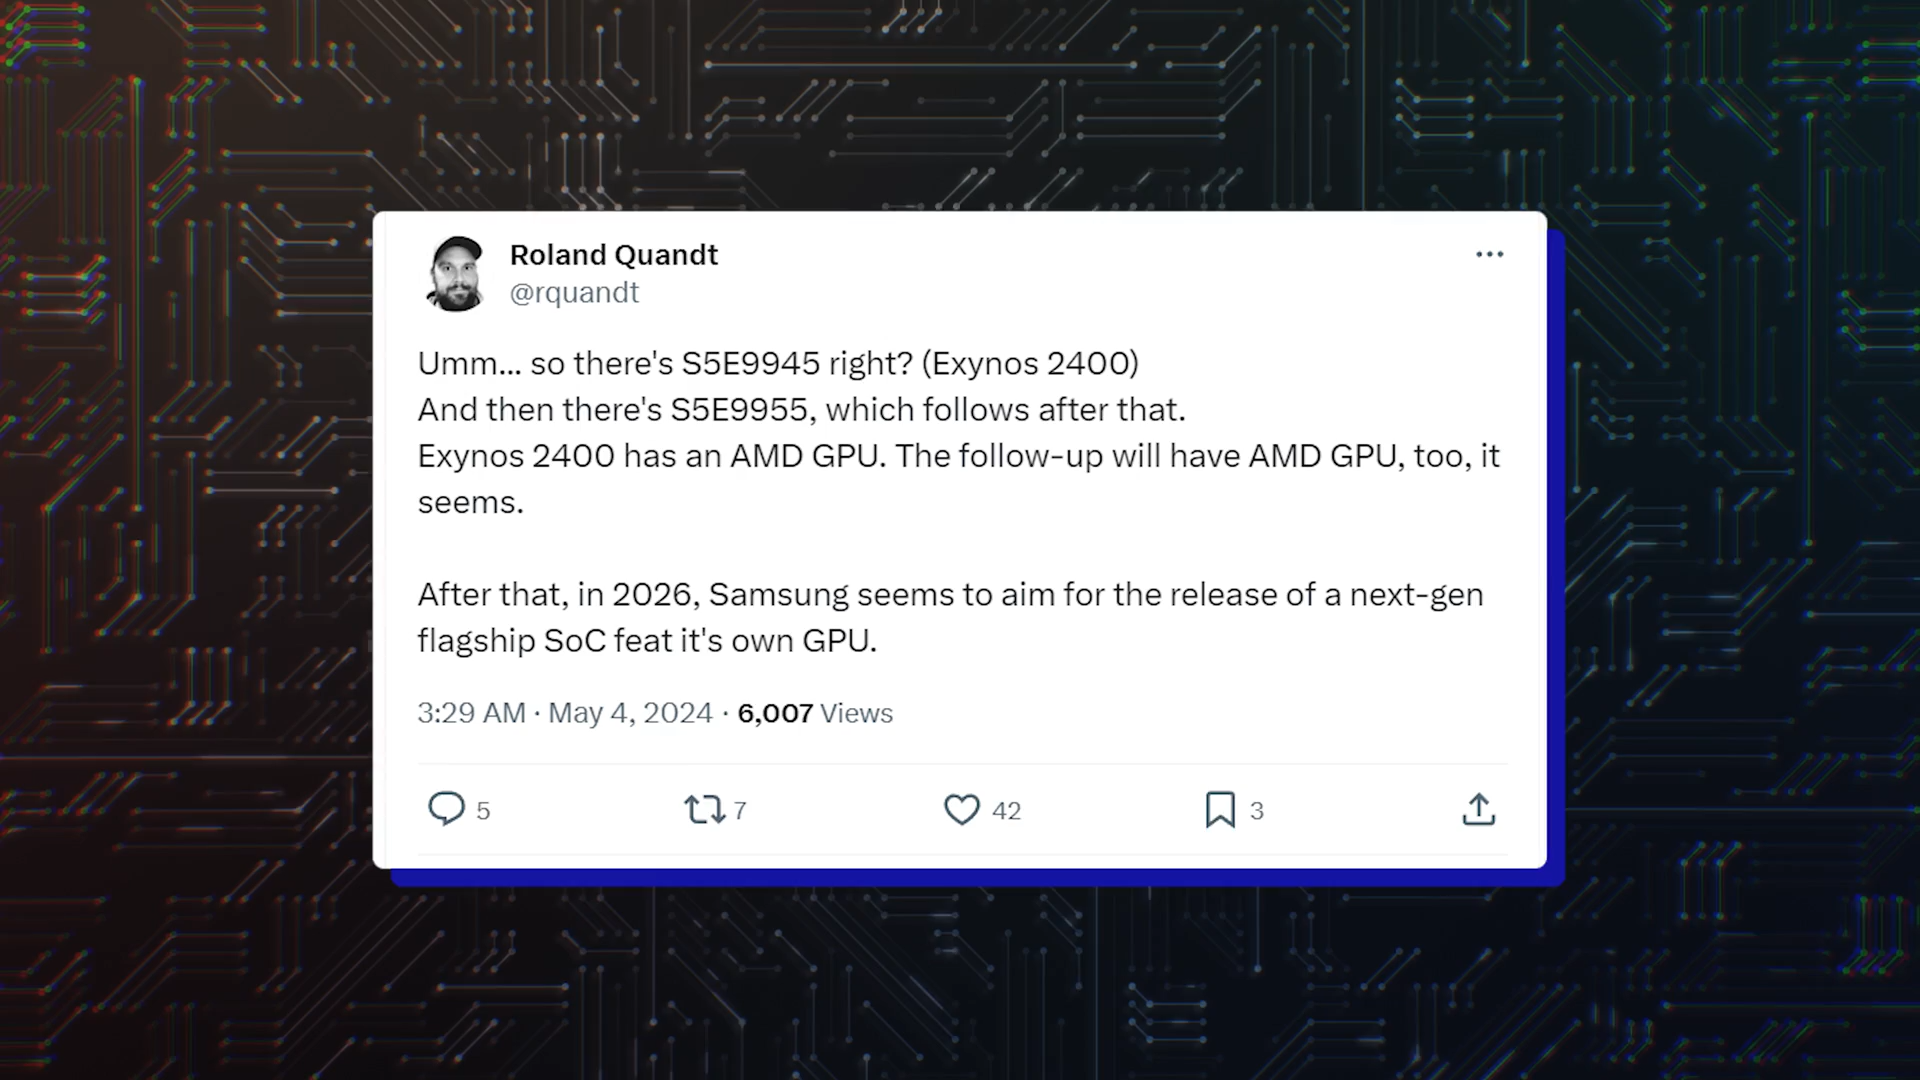 Roland Quandt
@rquandt
Umm... so there's S5E9945 right? (Exynos 2400)
And then there's S5E9955, which follows after that.
Exynos 2400 has an AMD GPU. The follow-up will have AMD GPU, too, it
seems.
After that, in 2026, Samsung seems to aim for the release of a next-gen
flagship SoC feat it's own GPU.
3:29 AM · May 4, 2024 · 6,007 Views
5 7 42 3